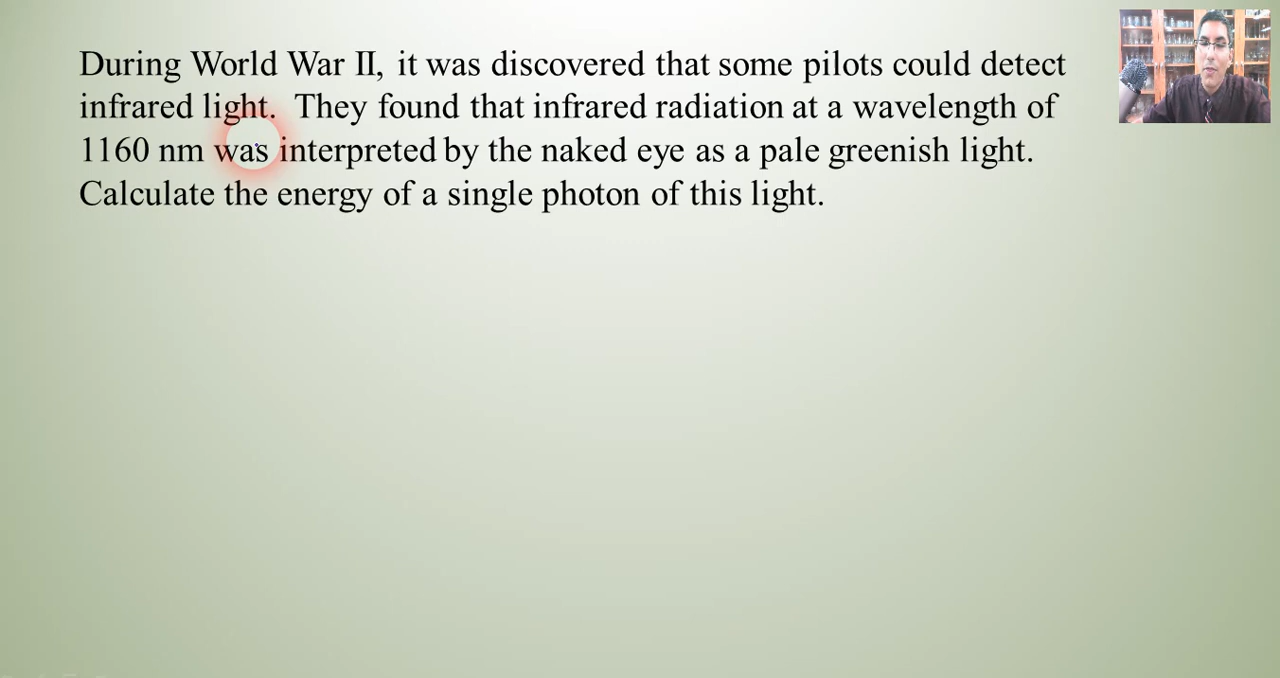 During World War II, it was discovered that some pilots could detect
infrared light.  They found that infrared radiation at a wavelength of
1160 nm was interpreted by the naked eye as a pale greenish light.
Calculate the energy of a single photon of this light.